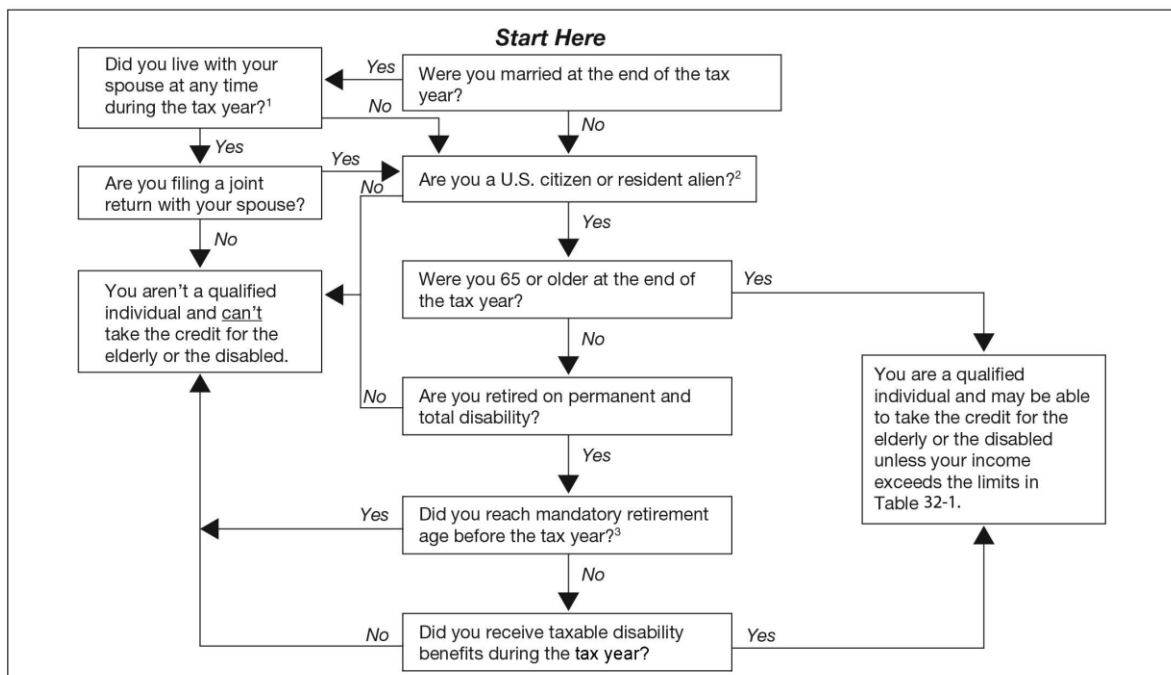 Start Here
Did you live with your
spouse at any time
during the tax year?1
Yes
Were you married at the end of the tax
year?
No
No
Yes
Are you filing a joint
return with your spouse?
Yes
Are you a U.S. citizen or resident alien?2
No
No
Yes
You aren't a qualified
individual and can't
take the credit for the
elderly or the disabled.
Were you 65 or older at the end of
the tax year?
Yes
No
Are you retired on permanent and
total disability?
No
Yes
You are a qualified
individual and may be able
to take the credit for the
elderly or the disabled
unless your income
exceeds the limits in
Table 32-1.
Did you reach mandatory retirement
age before the tax year?3
Yes
No
Did you receive taxable disability
benefits during the tax year?
No
Yes